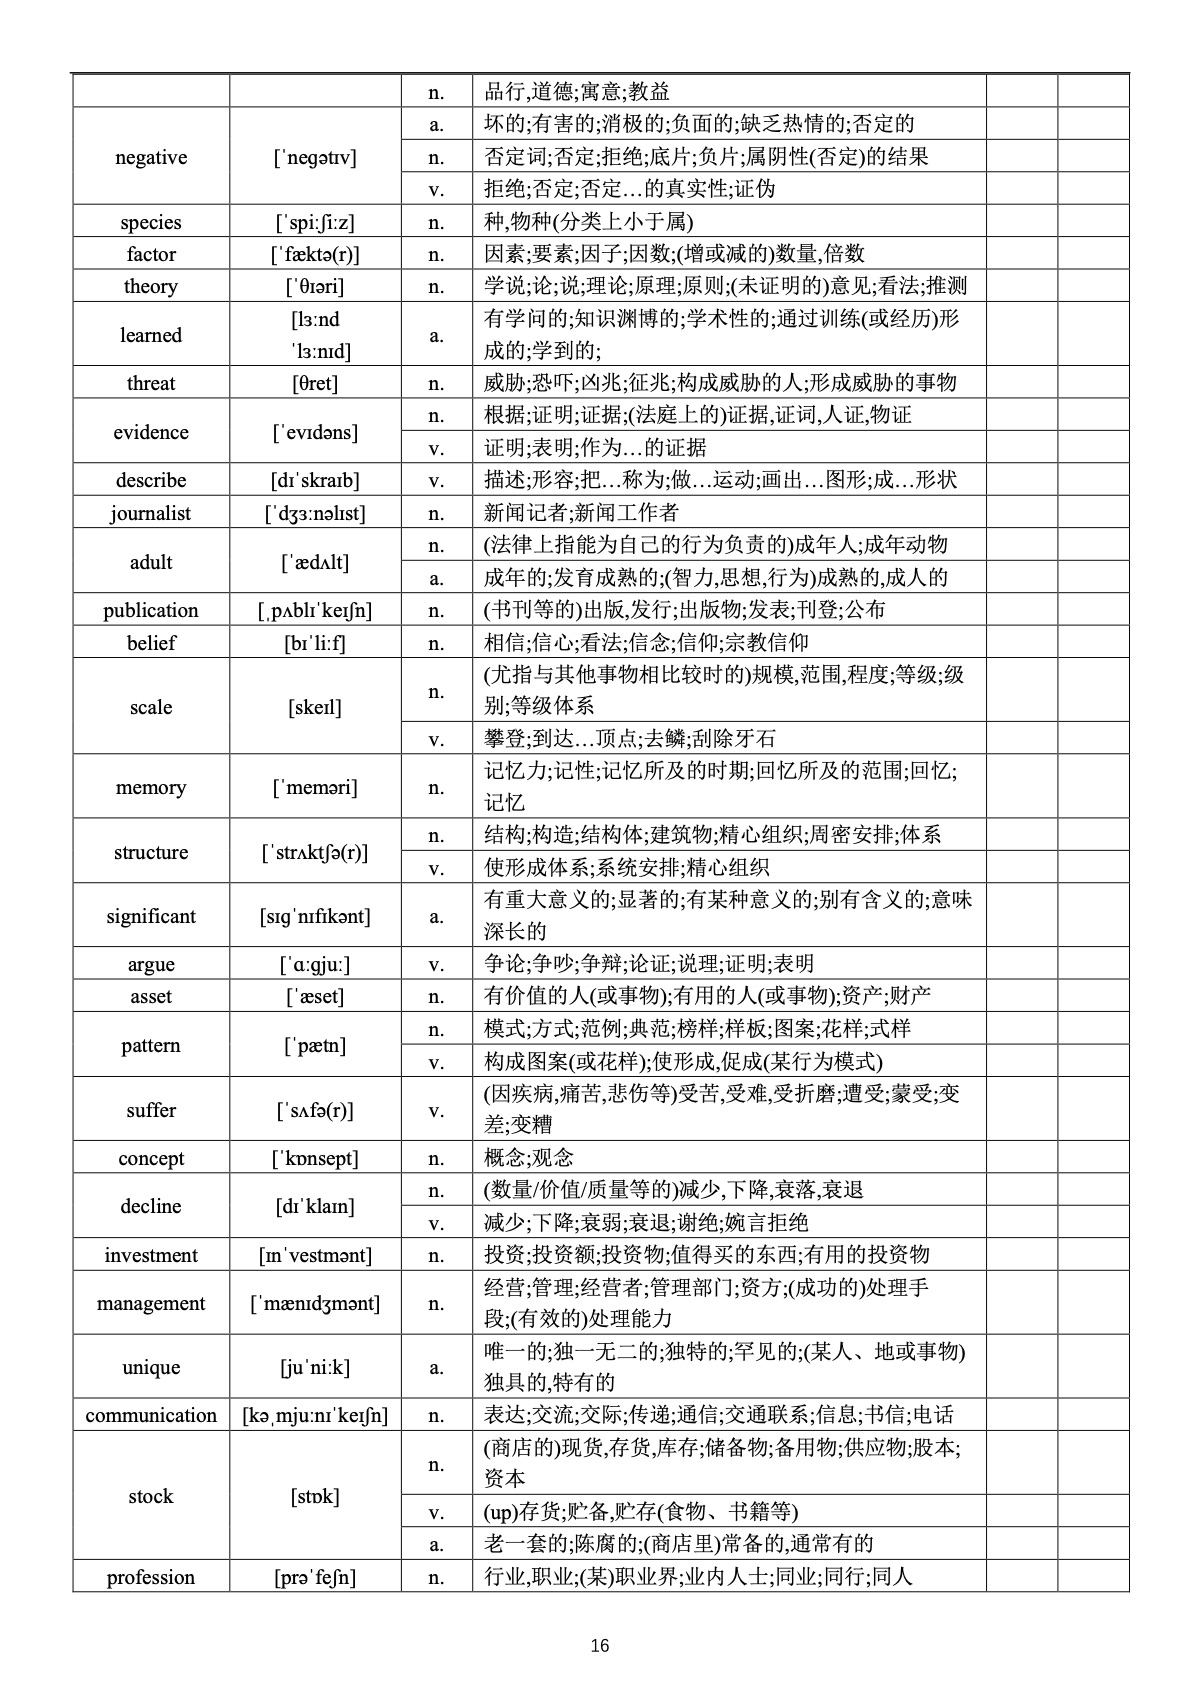 n. 品行,道德;寓意;教益
negative [ˈneɡətɪv] a. 坏的;有害的;消极的;负面的;缺乏热情的;否定的
n. 否定词;否定;拒绝;底片;负片;属阴性(否定)的结果
v. 拒绝;否定;否定…的真实性;证伪
species [ˈspiːʃiːz] n. 种,物种(分类上小于属)
factor [ˈfæktə(r)] n. 因素;要素;因子;因数;(增或减的)数量,倍数
theory [ˈθɪəri] n. 学说;论;说;理论;原理;原则;(未证明的)意见;看法;推测
learned [lɜːnd ˈlɜːnɪd] a. 有学问的;知识渊博的;学术性的;通过训练(或经历)形
成的;学到的;
threat [θret] n. 威胁;恐吓;凶兆;征兆;构成威胁的人;形成威胁的事物
evidence [ˈevɪdəns] n. 根据;证明;证据;(法庭上的)证据,证词,人证,物证
v. 证明;表明;作为…的证据
describe [dɪˈskraɪb] v. 描述;形容;把…称为;做…运动;画出…图形;成…形状
journalist [ˈdʒɜːnəlɪst] n. 新闻记者;新闻工作者
adult [ˈædʌlt] n. (法律上指能为自己的行为负责的)成年人;成年动物
a. 成年的;发育成熟的;(智力,思想,行为)成熟的,成人的
publication [ˌpʌblɪˈkeɪʃn] n. (书刊等的)出版,发行;出版物;发表;刊登;公布
belief [bɪˈliːf] n. 相信;信心;看法;信念;信仰;宗教信仰
scale [skeɪl] n. (尤指与其他事物相比较时的)规模,范围,程度;等级;级
别;等级体系
v. 攀登;到达…顶点;去鳞;刮除牙石
memory [ˈmeməri] n. 记忆力;记性;记忆所及的时期;回忆所及的范围;回忆;
记忆
structure [ˈstrʌktʃə(r)] n. 结构;构造;结构体;建筑物;精心组织;周密安排;体系
v. 使形成体系;系统安排;精心组织
significant [sɪɡˈnɪfɪkənt] a. 有重大意义的;显著的;有某种意义的;别有含义的;意味
深长的
argue [ˈɑːɡjuː] v. 争论;争吵;争辩;论证;说理;证明;表明
asset [ˈæset] n. 有价值的人(或事物);有用的人(或事物);资产;财产
pattern [ˈpætn] n. 模式;方式;范例;典范;榜样;样板;图案;花样;式样
v. 构成图案(或花样);使形成,促成(某行为模式)
suffer [ˈsʌfə(r)] v. (因疾病,痛苦,悲伤等)受苦,受难,受折磨;遭受;蒙受;变
差;变糟
concept [ˈkɒnsept] n. 概念;观念
decline [dɪˈklaɪn] n. (数量/价值/质量等的)减少,下降,衰落,衰退
v. 减少;下降;衰弱;衰退;谢绝;婉言拒绝
investment [ɪnˈvestmənt] n. 投资;投资额;投资物;值得买的东西;有用的投资物
management [ˈmænɪdʒmənt] n. 经营;管理;经营者;管理部门;资方;(成功的)处理手
段;(有效的)处理能力
unique [juˈniːk] a. 唯一的;独一无二的;独特的;罕见的;(某人、地或事物)
独具的,特有的
communication [kəˌmjuːnɪˈkeɪʃn] n. 表达;交流;交际;传递;通信;交通联系;信息;书信;电话
stock [stɒk] n. (商店的)现货,存货,库存;储备物;备用物;供应物;股本;
资本
v. (up)存货;贮备,贮存(食物、书籍等)
a. 老一套的;陈腐的;(商店里)常备的,通常有的
profession [prəˈfeʃn] n. 行业,职业;(某)职业界;业内人士;同业;同行;同人
16